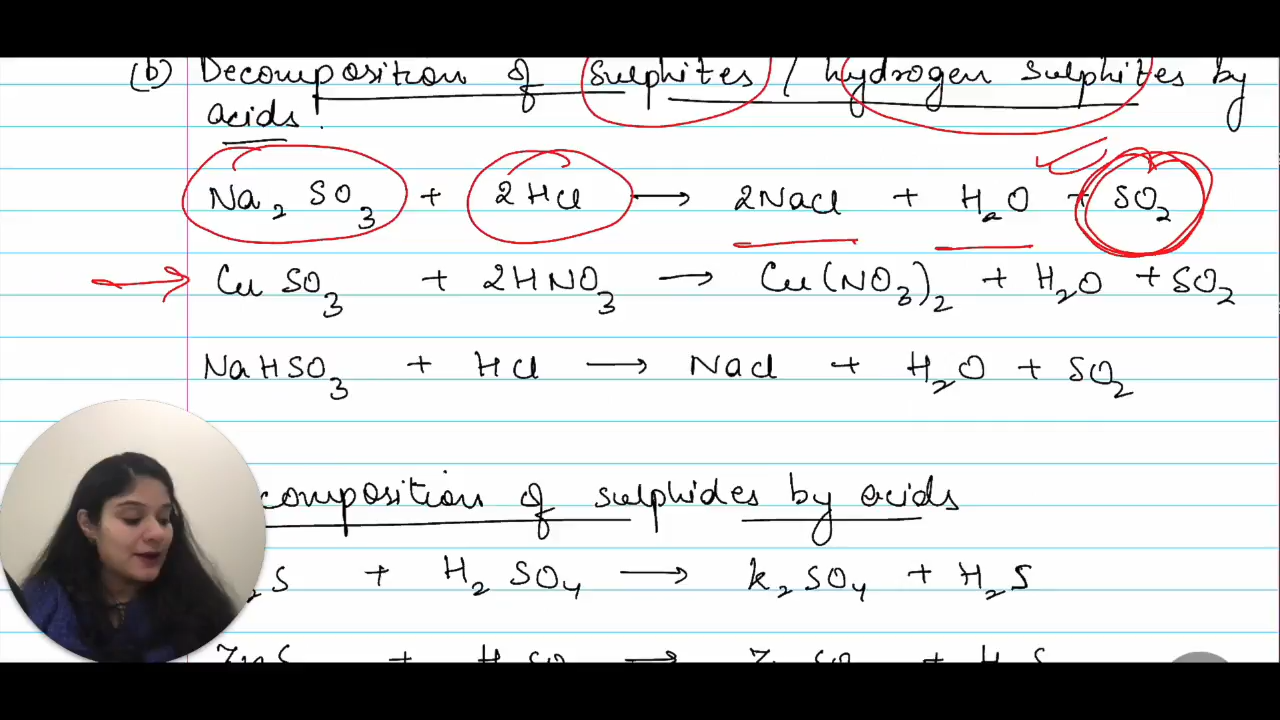 (b) Decomposition of sulphites / hydrogen sulphites by
acids.
Na₂SO₃ + 2HCl ⟶ 2NaCl + H₂O + SO₂
CuSO₃ + 2HNO₃ ⟶ Cu(NO₃)₂ + H₂O + SO₂
NaHSO₃ + HCl ⟶ NaCl + H₂O + SO₂
composition of sulphides by acids
₂S + H₂SO₄ ⟶ k₂SO₄ + H₂S